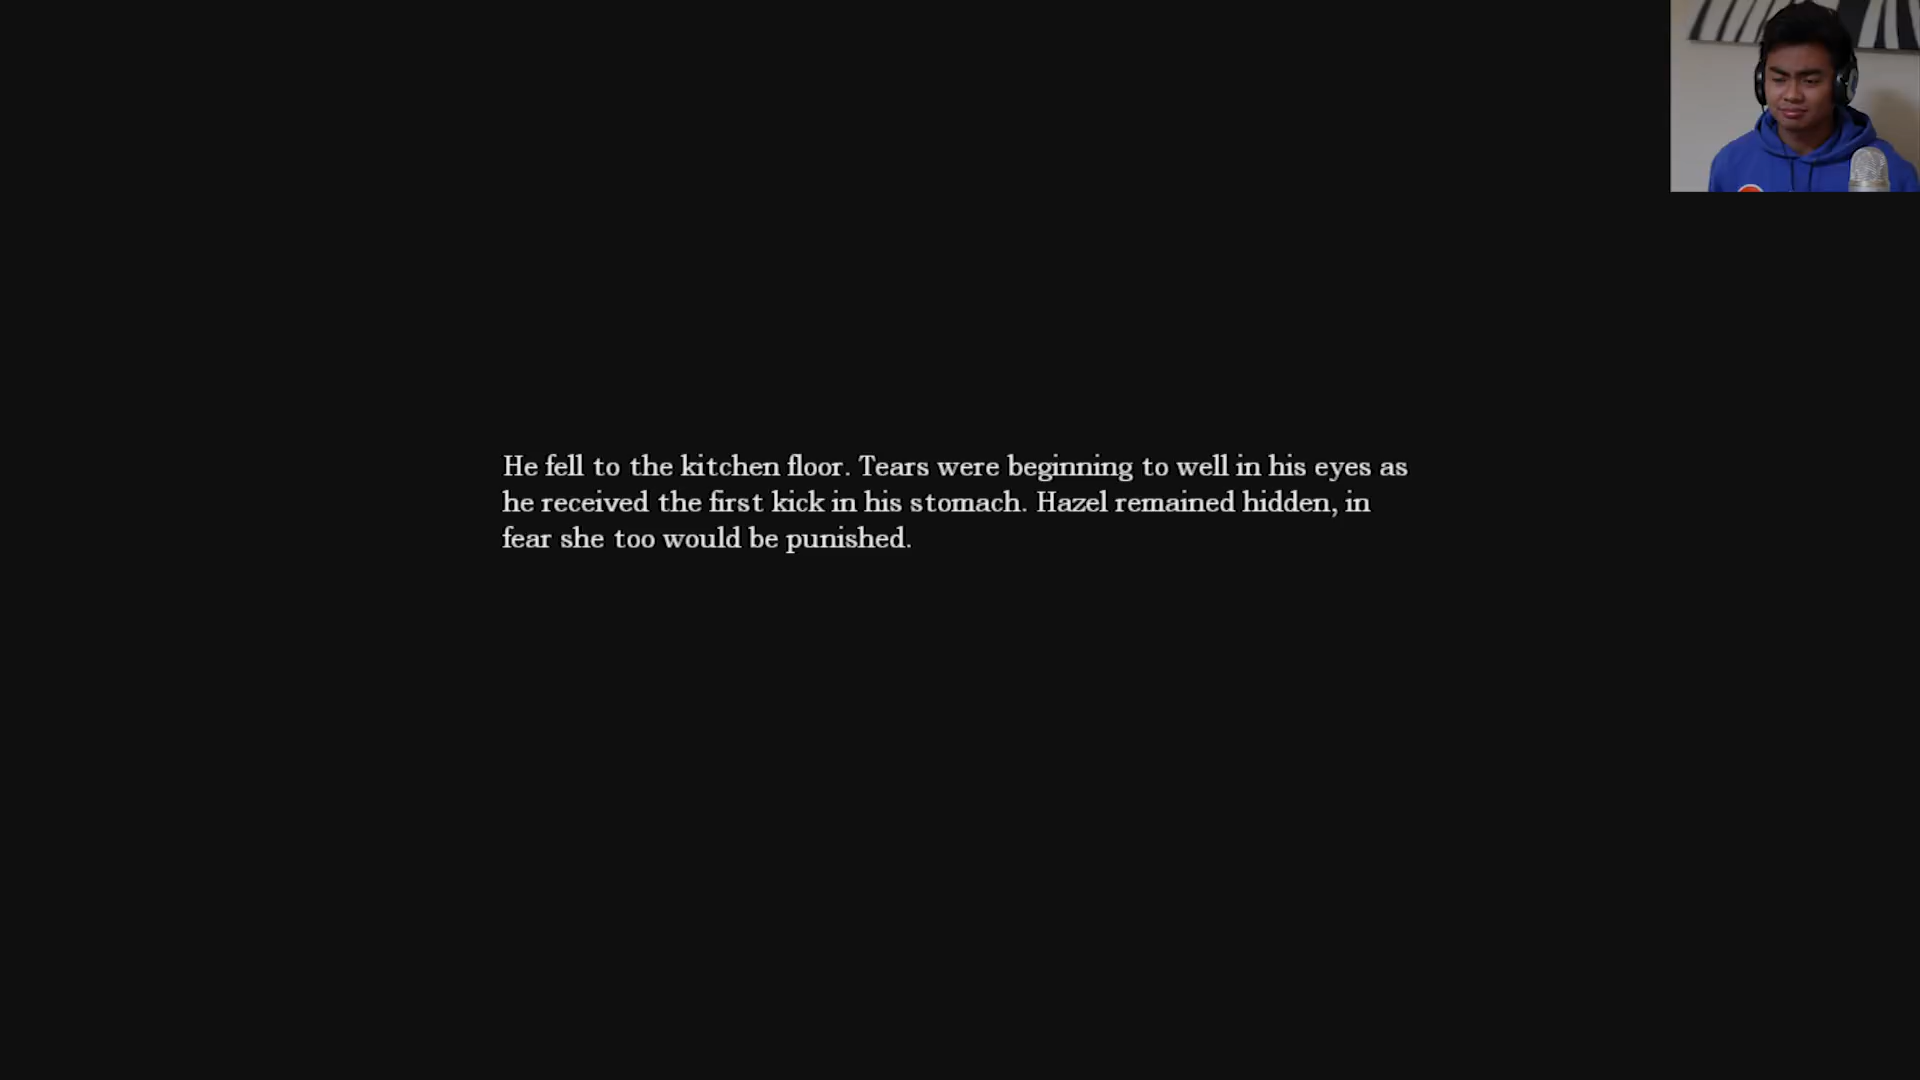 He fell to the kitchen floor. Tears were beginning to well in his eyes as
he received the first kick in his stomach. Hazel remained hidden, in
fear she too would be punished.